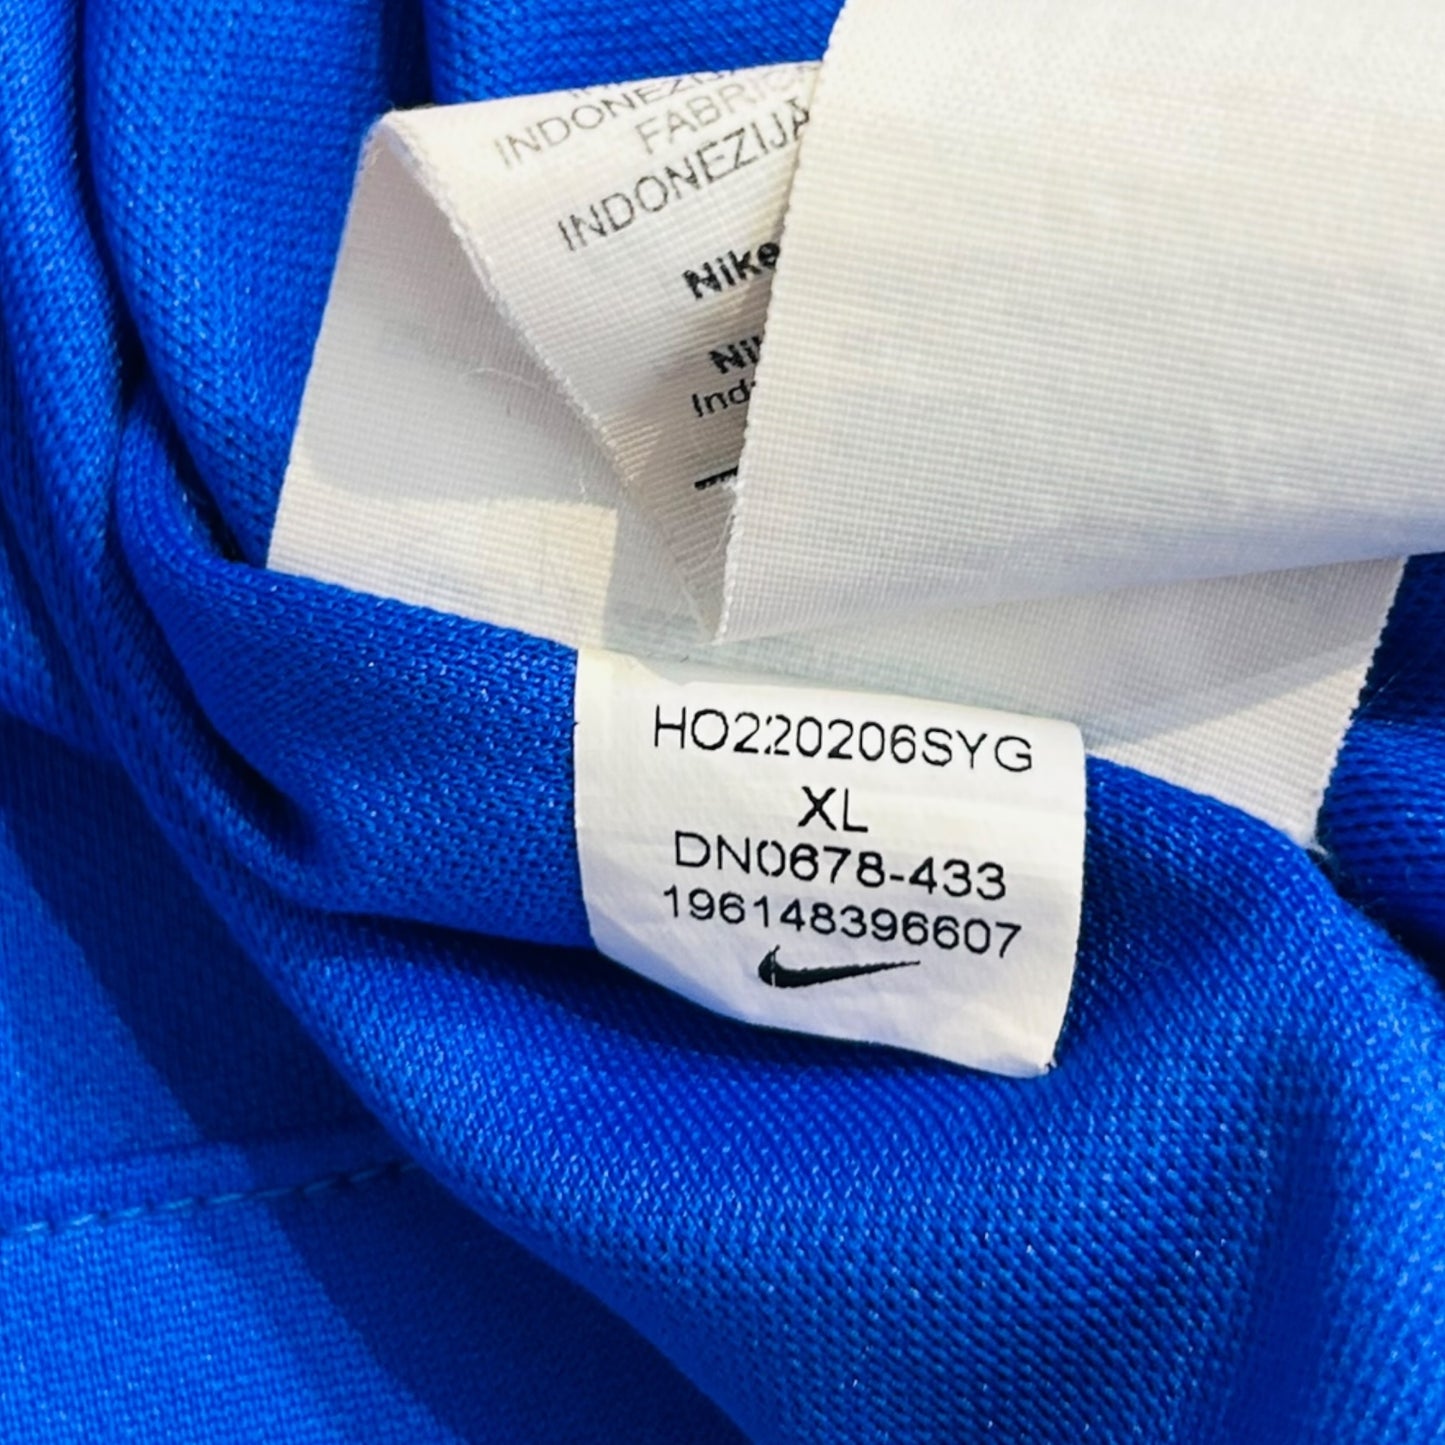 INDONEZIJA
FABRIC
INDONEZIJA
Nike
HO220206SYG
XL
DN0678-433
196148396607